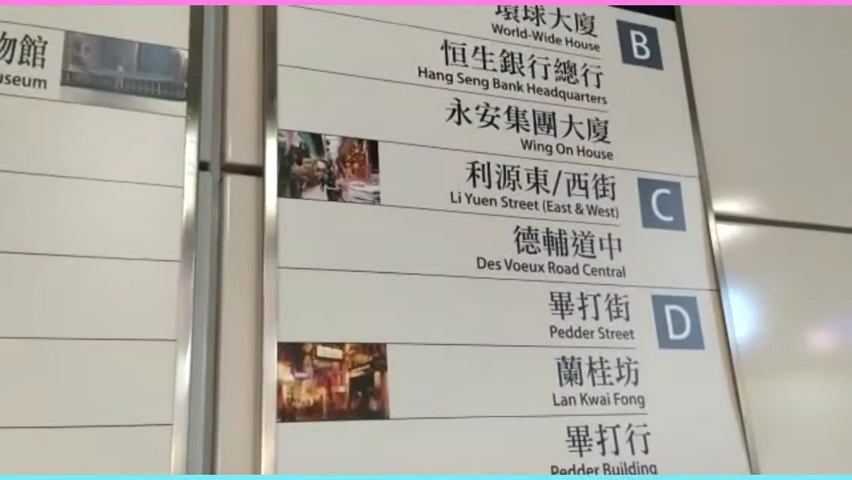 物館
useum
環球大廈
World-Wide House
B
恒生銀行總行
Hang Seng Bank Headquarters
永安集團大廈
Wing On House
利源東/西街
Li Yuen Street (East & West)
C
德輔道中
Des Voeux Road Central
畢打街
Pedder Street
D
蘭桂坊
Lan Kwai Fong
畢打行
Pedder Building